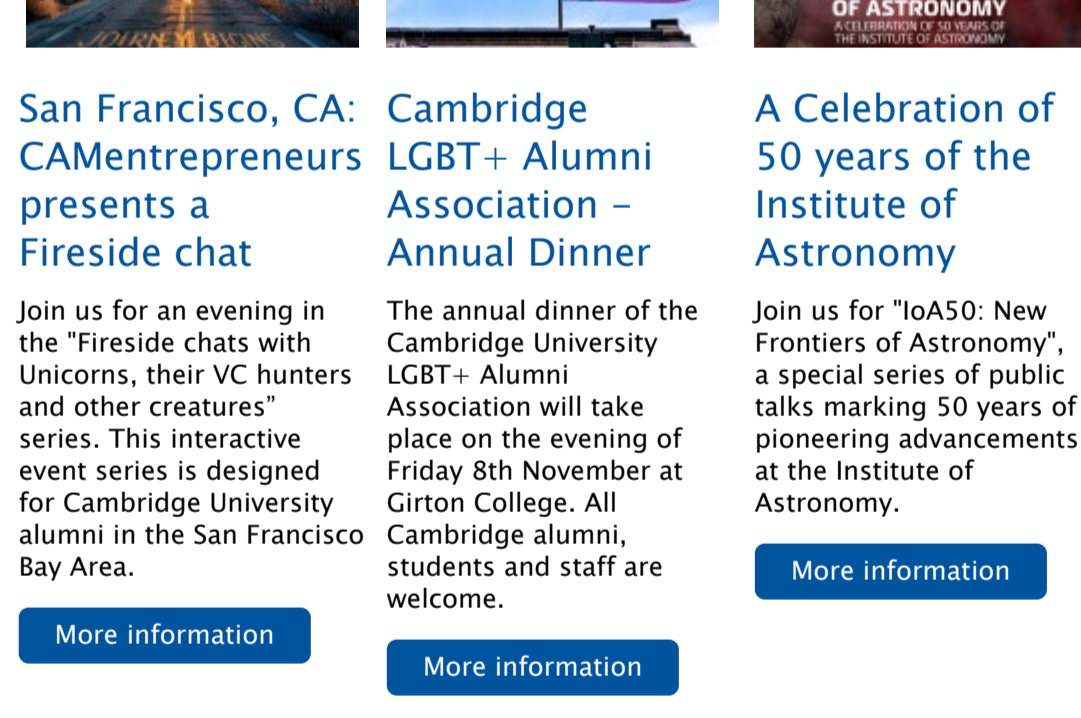 JOURNEY BIGINS
OF ASTRONOMY
A CELEBRATION OF 50 YEARS OF
THE INSTITUTE OF ASTRONOMY
San Francisco, CA:
CAMentrepreneurs
presents a
Fireside chat
Join us for an evening in
the "Fireside chats with
Unicorns, their VC hunters
and other creatures”
series. This interactive
event series is designed
for Cambridge University
alumni in the San Francisco
Bay Area.
More information
Cambridge
LGBT+ Alumni
Association –
Annual Dinner
The annual dinner of the
Cambridge University
LGBT+ Alumni
Association will take
place on the evening of
Friday 8th November at
Girton College. All
Cambridge alumni,
students and staff are
welcome.
More information
A Celebration of
50 years of the
Institute of
Astronomy
Join us for "IoA50: New
Frontiers of Astronomy",
a special series of public
talks marking 50 years of
pioneering advancements
at the Institute of
Astronomy.
More information